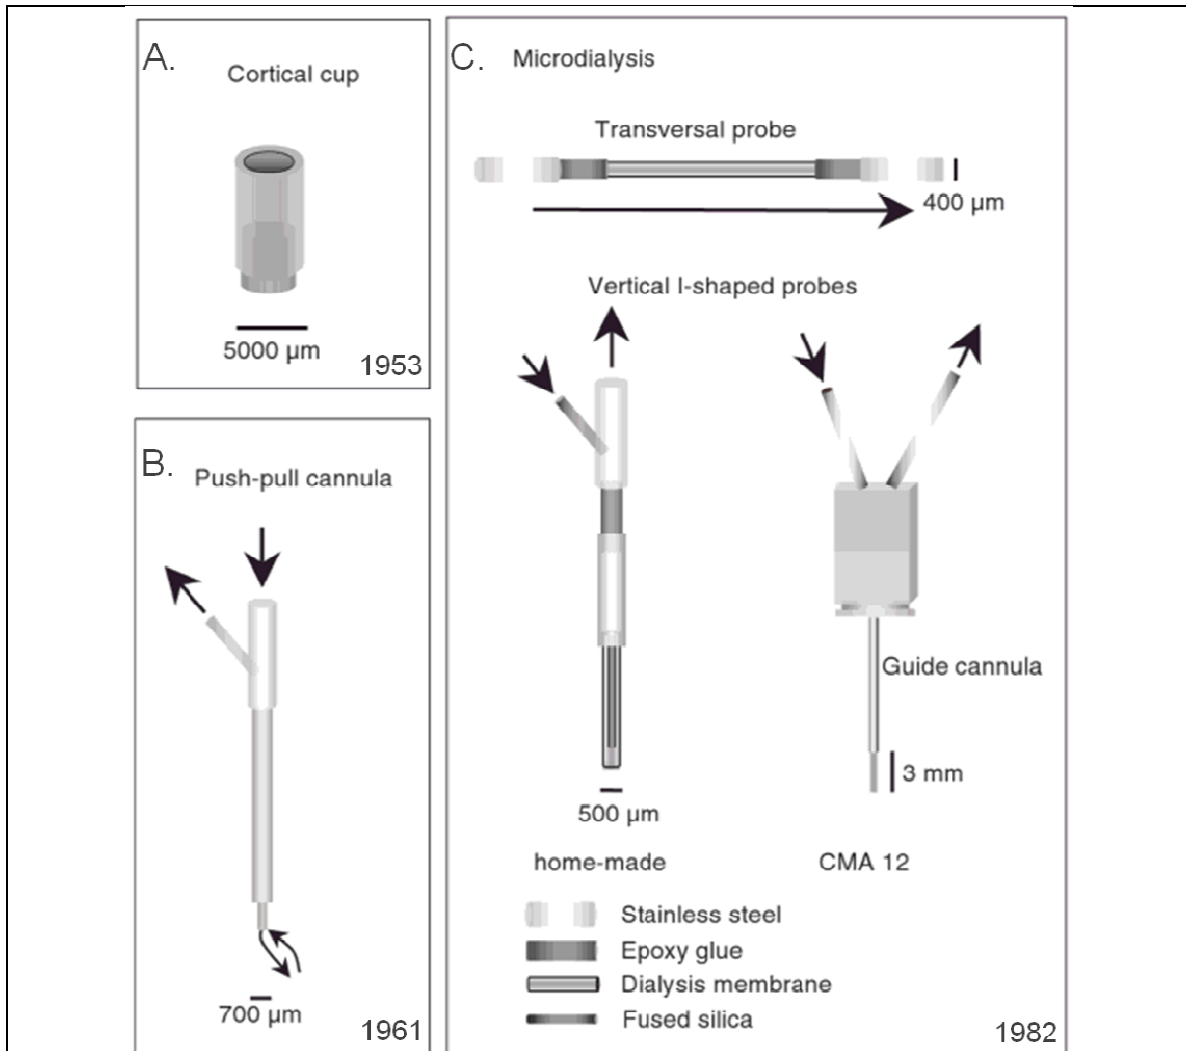 A.
Cortical cup
5000 µm
1953
B.
Push-pull cannula
700 µm
1961
C.
Microdialysis
Transversal probe
400 µm
Vertical I-shaped probes
Guide cannula
3 mm
500 µm
home-made
CMA 12
Stainless steel
Epoxy glue
Dialysis membrane
Fused silica
1982